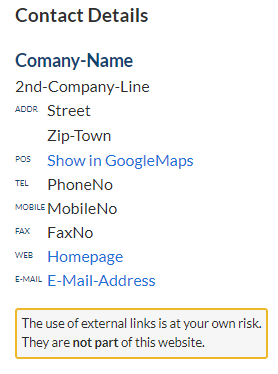 Contact Details
Comany-Name
2nd-Company-Line
ADDR Street
Zip-Town
POS Show in GoogleMaps
TEL PhoneNo
MOBILE MobileNo
FAX FaxNo
WEB Homepage
E-MAIL E-Mail-Address
The use of external links is at your own risk.
They are not part of this website.